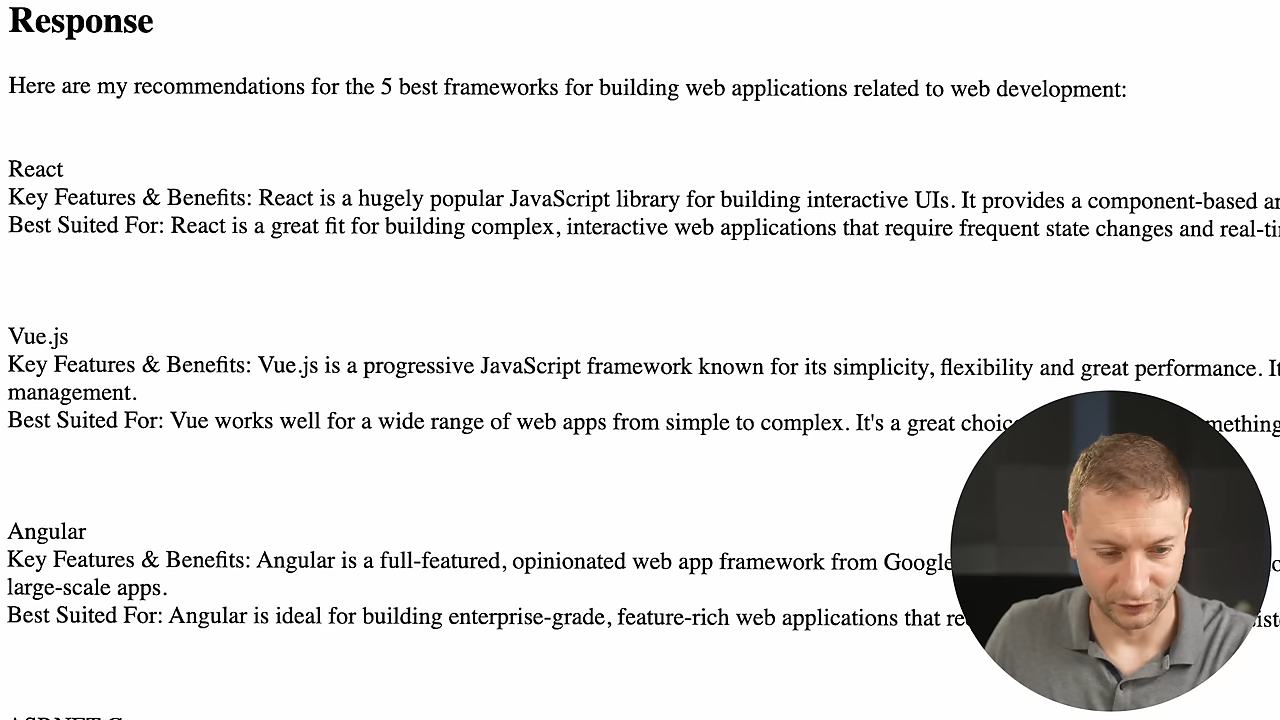 Response
Here are my recommendations for the 5 best frameworks for building web applications related to web development:
React
Key Features & Benefits: React is a hugely popular JavaScript library for building interactive UIs. It provides a component-based
Best Suited For: React is a great fit for building complex, interactive web applications that require frequent state changes and
Vue.js
Key Features & Benefits: Vue.js is a progressive JavaScript framework known for its simplicity, flexibility and great performance.
management.
Best Suited For: Vue works well for a wide range of web apps from simple to complex. It's a great
Angular
Key Features & Benefits: Angular is a full-featured, opinionated web app framework from Google
large-scale apps.
Best Suited For: Angular is ideal for building enterprise-grade, feature-rich web applications that